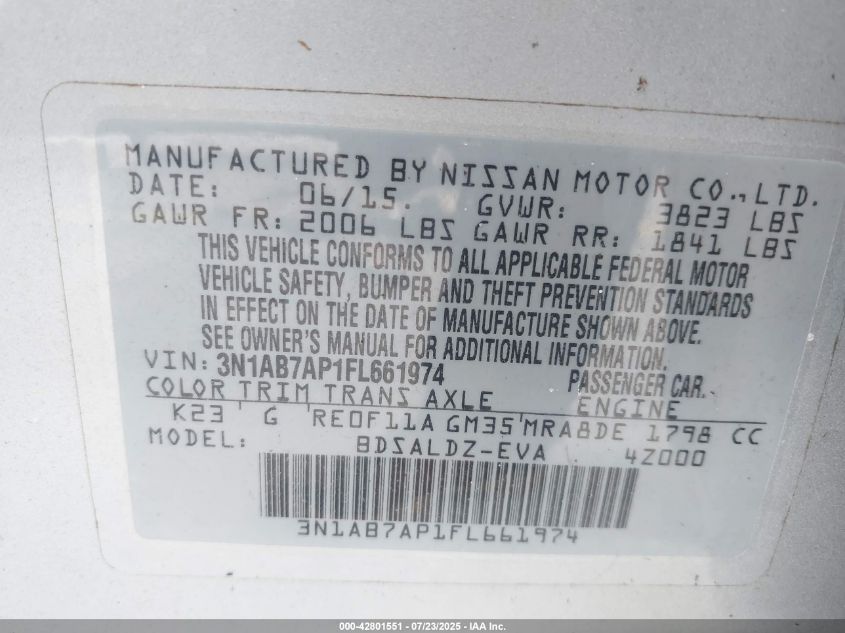 MANUFACTURED BY NISSAN MOTOR CO., LTD.
DATE: 06/15. GVWR: 3823 LBS
GAWR FR: 2006 LBS GAWR RR: 1841 LBS
THIS VEHICLE CONFORMS TO ALL APPLICABLE FEDERAL MOTOR
VEHICLE SAFETY, BUMPER AND THEFT PREVENTION STANDARDS
IN EFFECT ON THE DATE OF MANUFACTURE SHOWN ABOVE.
SEE OWNER'S MANUAL FOR ADDITIONAL INFORMATION.
VIN: 3N1AB7AP1FL661974 PASSENGER CAR.
COLOR TRIM TRANS AXLE ENGINE
K23 G RE0F11A GM35 MRA8DE 1798 CC
MODEL: BDSALDZ-EVA 4Z000
3N1AB7AP1FL661974
000-42801551 - 07/23/2025 - IAA Inc.